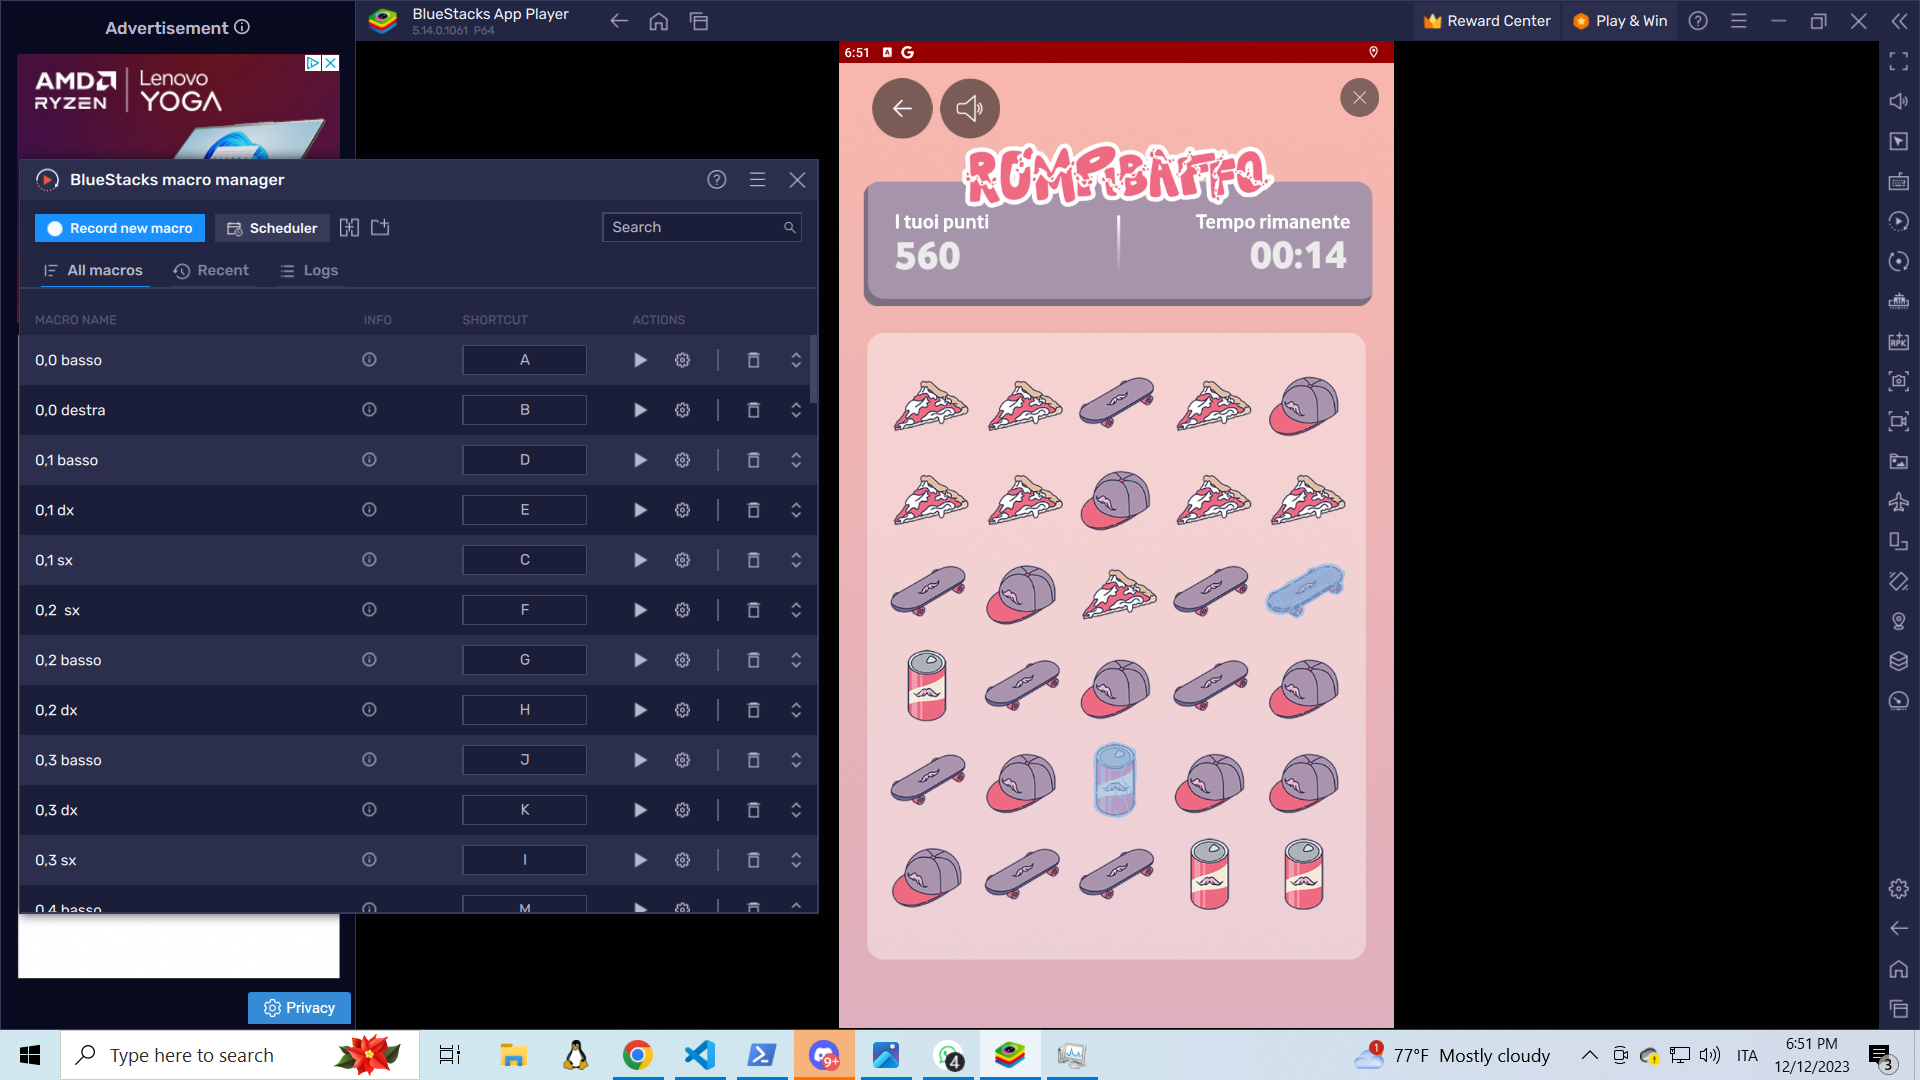 Advertisement
AMD
RYZEN
Lenovo
YOGA
BlueStacks App Player
5.14.0.1061 P64
Reward Center
Play & Win
BlueStacks macro manager
Record new macro
Scheduler
Search
All macros
Recent
Logs
MACRO NAME INFO SHORTCUT ACTIONS
0,0 basso A
0,0 destra B
0,1 basso D
0,1 dx E
0,1 sx C
0,2 sx F
0,2 basso G
0,2 dx H
0,3 basso J
0,3 dx K
0,3 sx I
0,4 basso M
Privacy
6:51
ROMPIBAFFO
I tuoi punti
560
Tempo rimanente
00:14
RTM
APK
Type here to search
9+
4
1
77°F Mostly cloudy
ITA
6:51 PM
12/12/2023
3